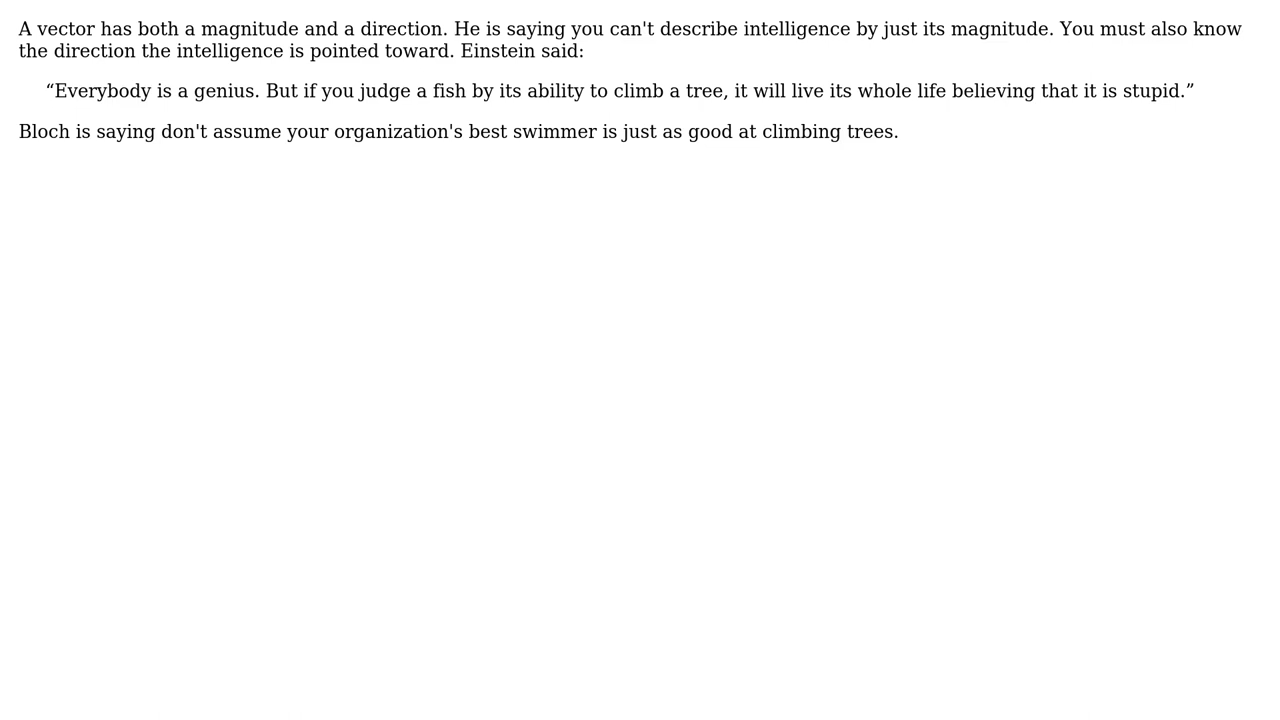 A vector has both a magnitude and a direction. He is saying you can't describe intelligence by just its magnitude. You must also know
the direction the intelligence is pointed toward. Einstein said:
“Everybody is a genius. But if you judge a fish by its ability to climb a tree, it will live its whole life believing that it is stupid.”
Bloch is saying don't assume your organization's best swimmer is just as good at climbing trees.